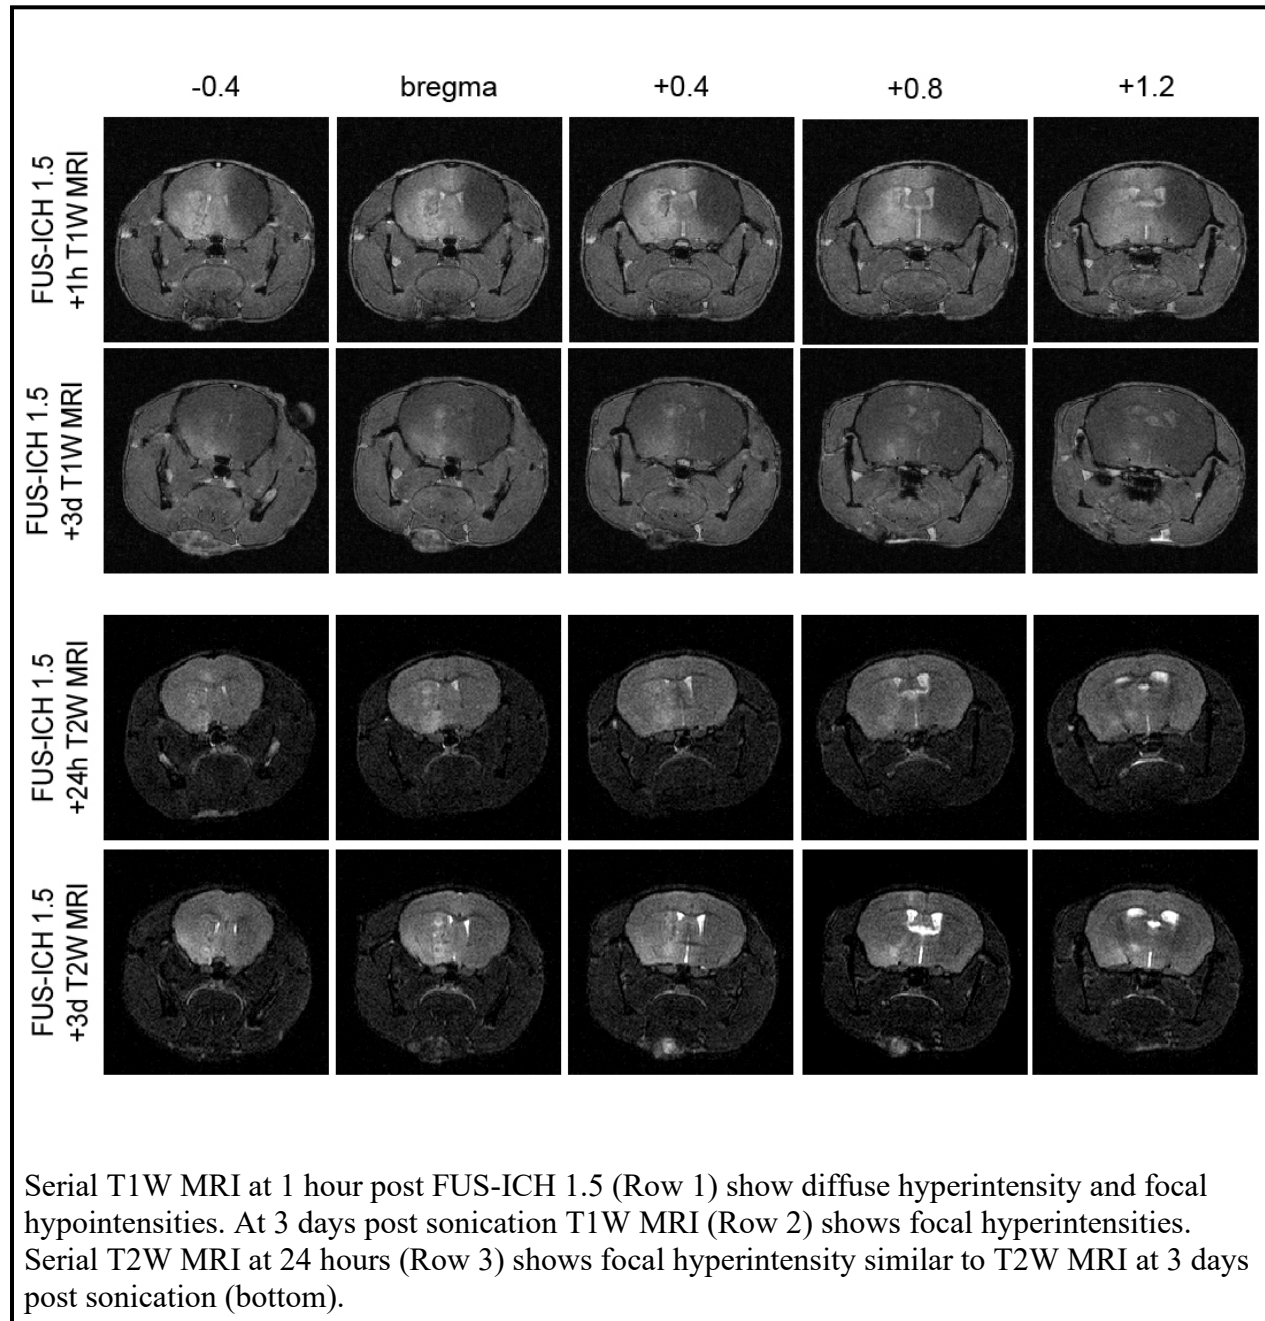 -0.4 bregma +0.4 +0.8 +1.2
FUS-ICH 1.5
+1h T1W MRI
FUS-ICH 1.5
+3d T1W MRI
FUS-ICH 1.5
+24h T2W MRI
FUS-ICH 1.5
+3d T2W MRI
Serial T1W MRI at 1 hour post FUS-ICH 1.5 (Row 1) show diffuse hyperintensity and focal
hypointensities. At 3 days post sonication T1W MRI (Row 2) shows focal hyperintensities.
Serial T2W MRI at 24 hours (Row 3) shows focal hyperintensity similar to T2W MRI at 3 days
post sonication (bottom).